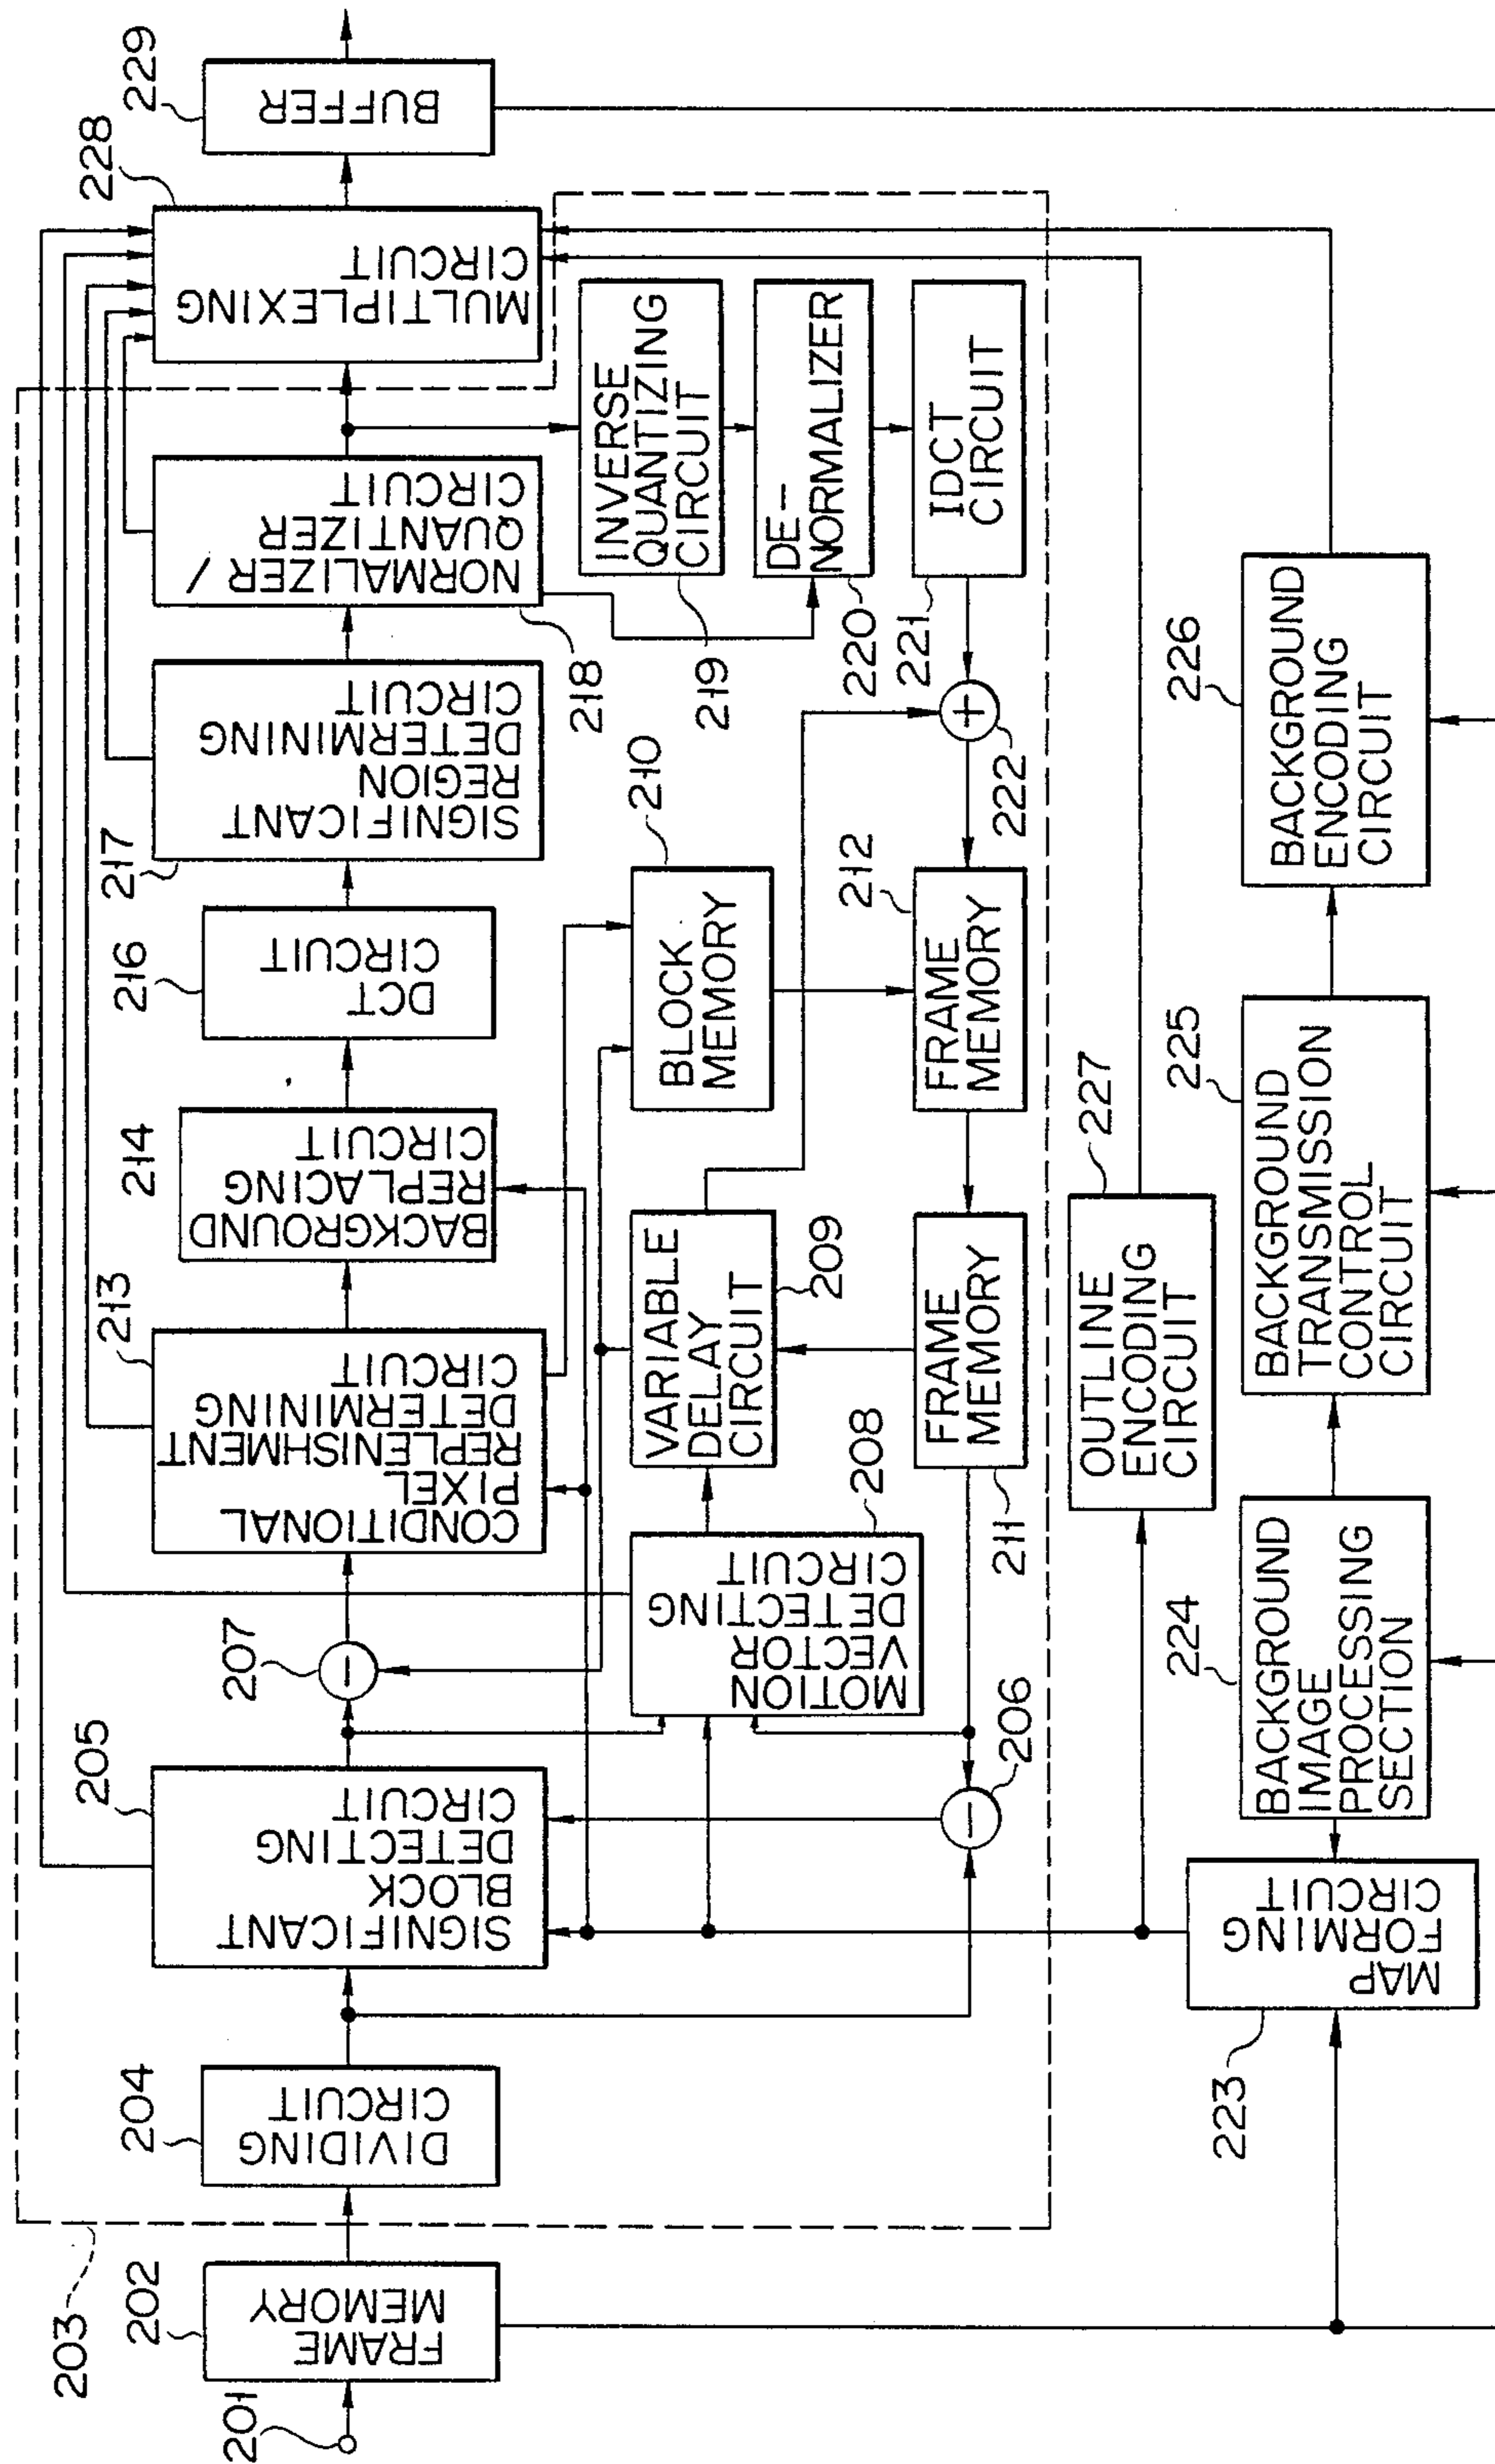 201
202
FRAME
MEMORY
203
204
DIVIDING
CIRCUIT
205
SIGNIFICANT
BLOCK
DETECTING
CIRCUIT
206
207
213
CONDITIONAL
PIXEL
REPLENISHMENT
DETERMINING
CIRCUIT
214
BACKGROUND
REPLACING
CIRCUIT
216
DCT
CIRCUIT
217
SIGNIFICANT
REGION
DETERMINING
CIRCUIT
218
NORMALIZER /
QUANTIZER
CIRCUIT
228
MULTIPLEXING
CIRCUIT
229
BUFFER
MOTION
VECTOR
DETECTING
CIRCUIT
208
VARIABLE
DELAY
CIRCUIT
209
BLOCK
MEMORY
210
INVERSE
QUANTIZING
CIRCUIT
219
DE-
NORMALIZER
220
IDCT
CIRCUIT
221
222
FRAME
MEMORY
212
FRAME
MEMORY
211
OUTLINE
ENCODING
CIRCUIT
227
223
MAP
FORMING
CIRCUIT
224
BACKGROUND
IMAGE
PROCESSING
SECTION
225
BACKGROUND
TRANSMISSION
CONTROL
CIRCUIT
226
BACKGROUND
ENCODING
CIRCUIT